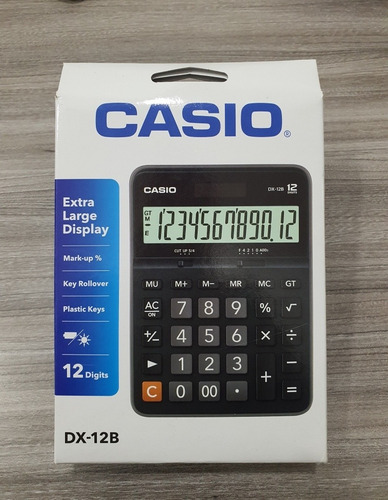 CASIO®
Extra
Large
Display
Mark-up %
Key Rollover
Plastic Keys
12 Digits
DX-12B
CASIO DX-12B 12
GT
M
E
1234567890.12
CUT UP 5/4 F 4 2 1 0 ADD₂
MU M+ M− MR MC GT
AC ON 7 8 9 % √
+/− 4 5 6 × ÷
▶ 1 2 3 + −
C 0 00 • =